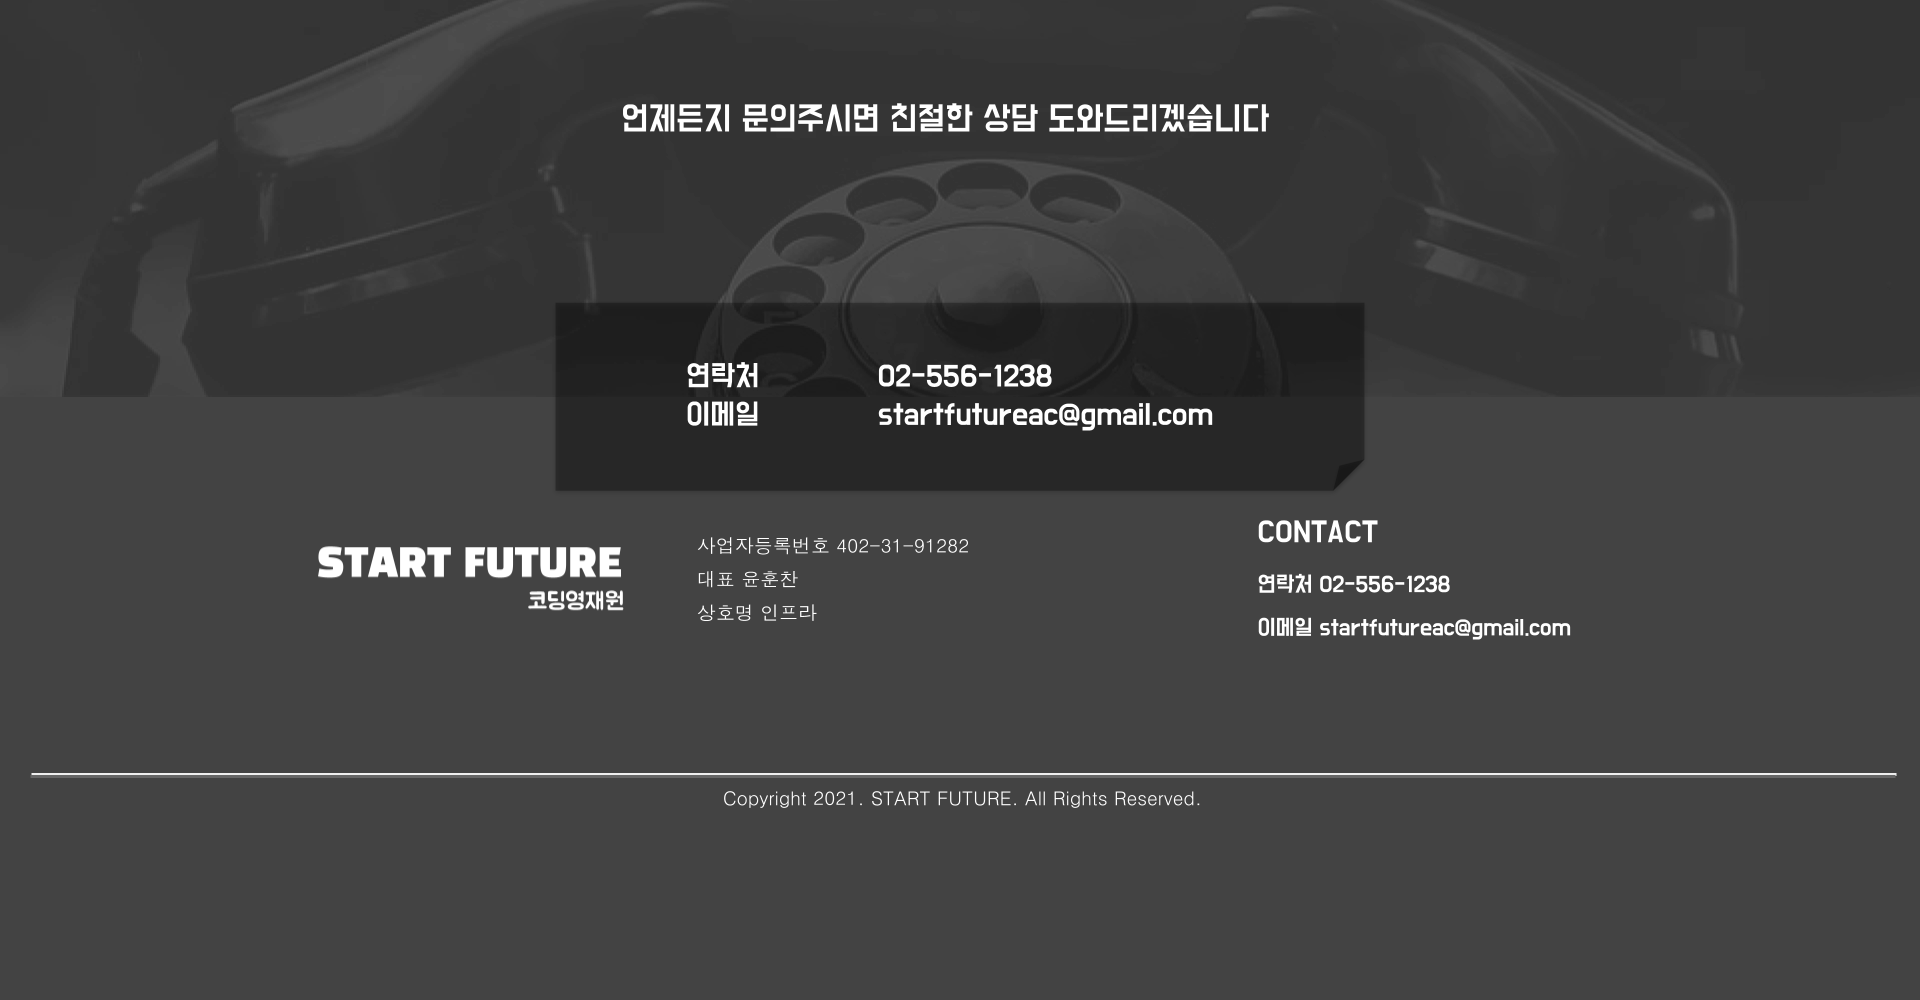 언제든지 문의주시면 친절한 상담 도와드리겠습니다
연락처 02-556-1238
이메일 startfutureac@gmail.com
START FUTURE
코딩영재원
사업자등록번호 402-31-91282
대표 윤훈찬
상호명 인프라
CONTACT
연락처 02-556-1238
이메일 startfutureac@gmail.com
Copyright 2021. START FUTURE. All Rights Reserved.